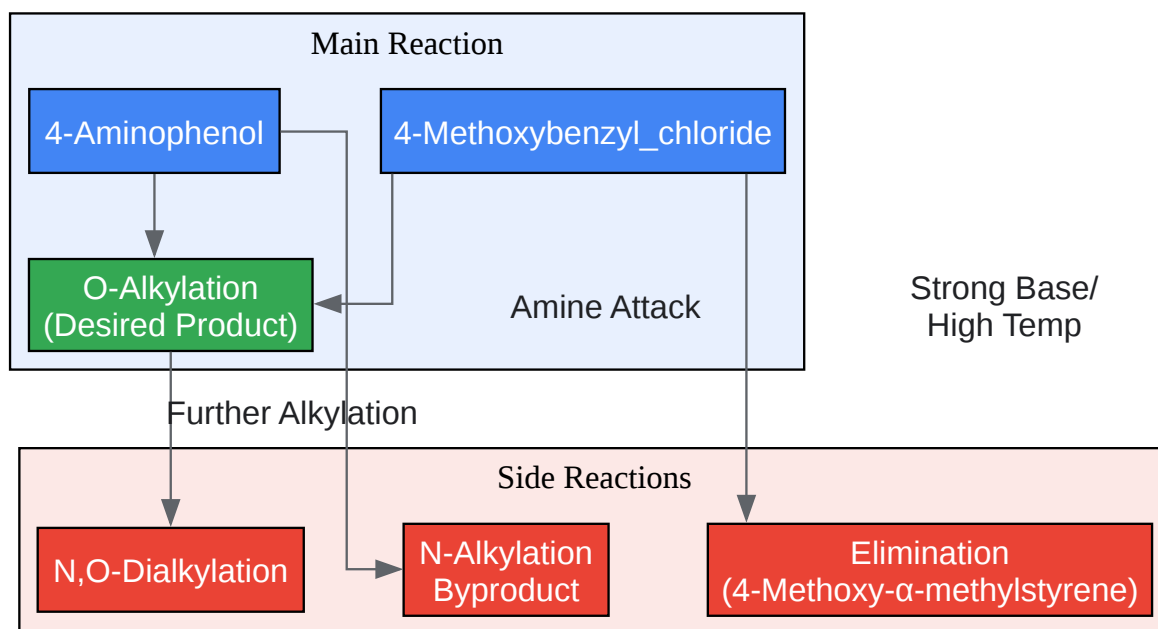 Main Reaction
4-Aminophenol
4-Methoxybenzyl_chloride
O-Alkylation
(Desired Product)
Amine Attack
Strong Base/
High Temp
Further Alkylation
Side Reactions
N,O-Dialkylation
N-Alkylation
Byproduct
Elimination
(4-Methoxy-α-methylstyrene)